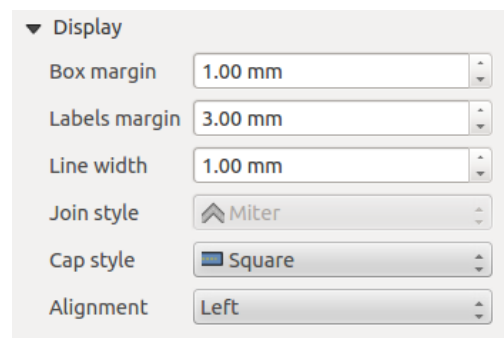 Display
Box margin 1.00 mm
Labels margin 3.00 mm
Line width 1.00 mm
Join style Miter
Cap style Square
Alignment Left